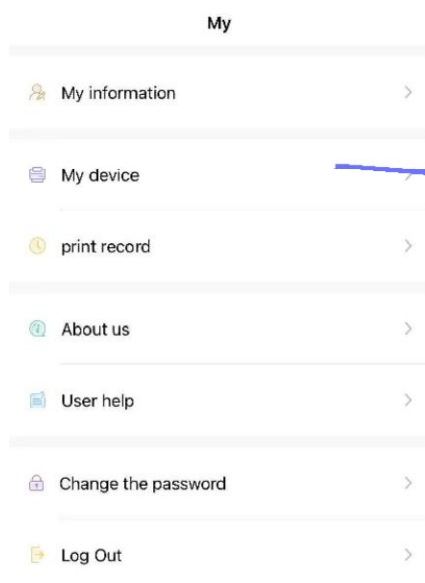 My
My information
My device
print record
About us
User help
Change the password
Log Out